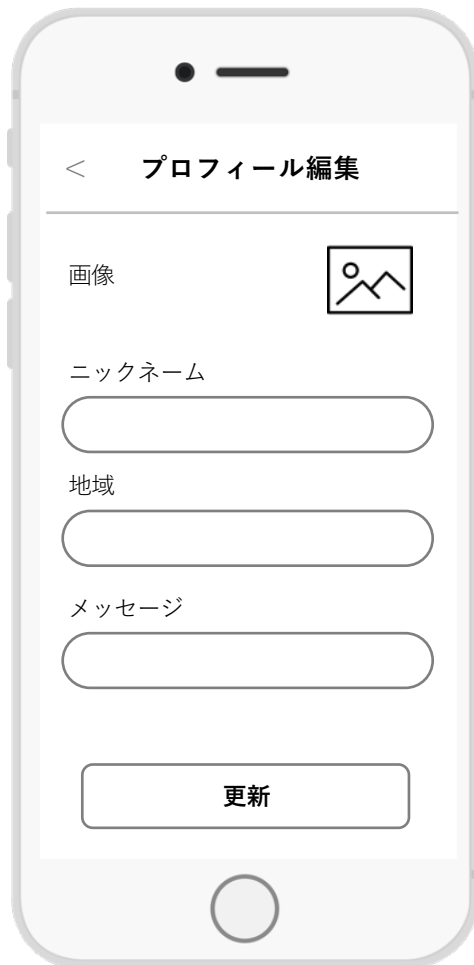 < プロフィール編集
画像
ニックネーム
地域
メッセージ
更新